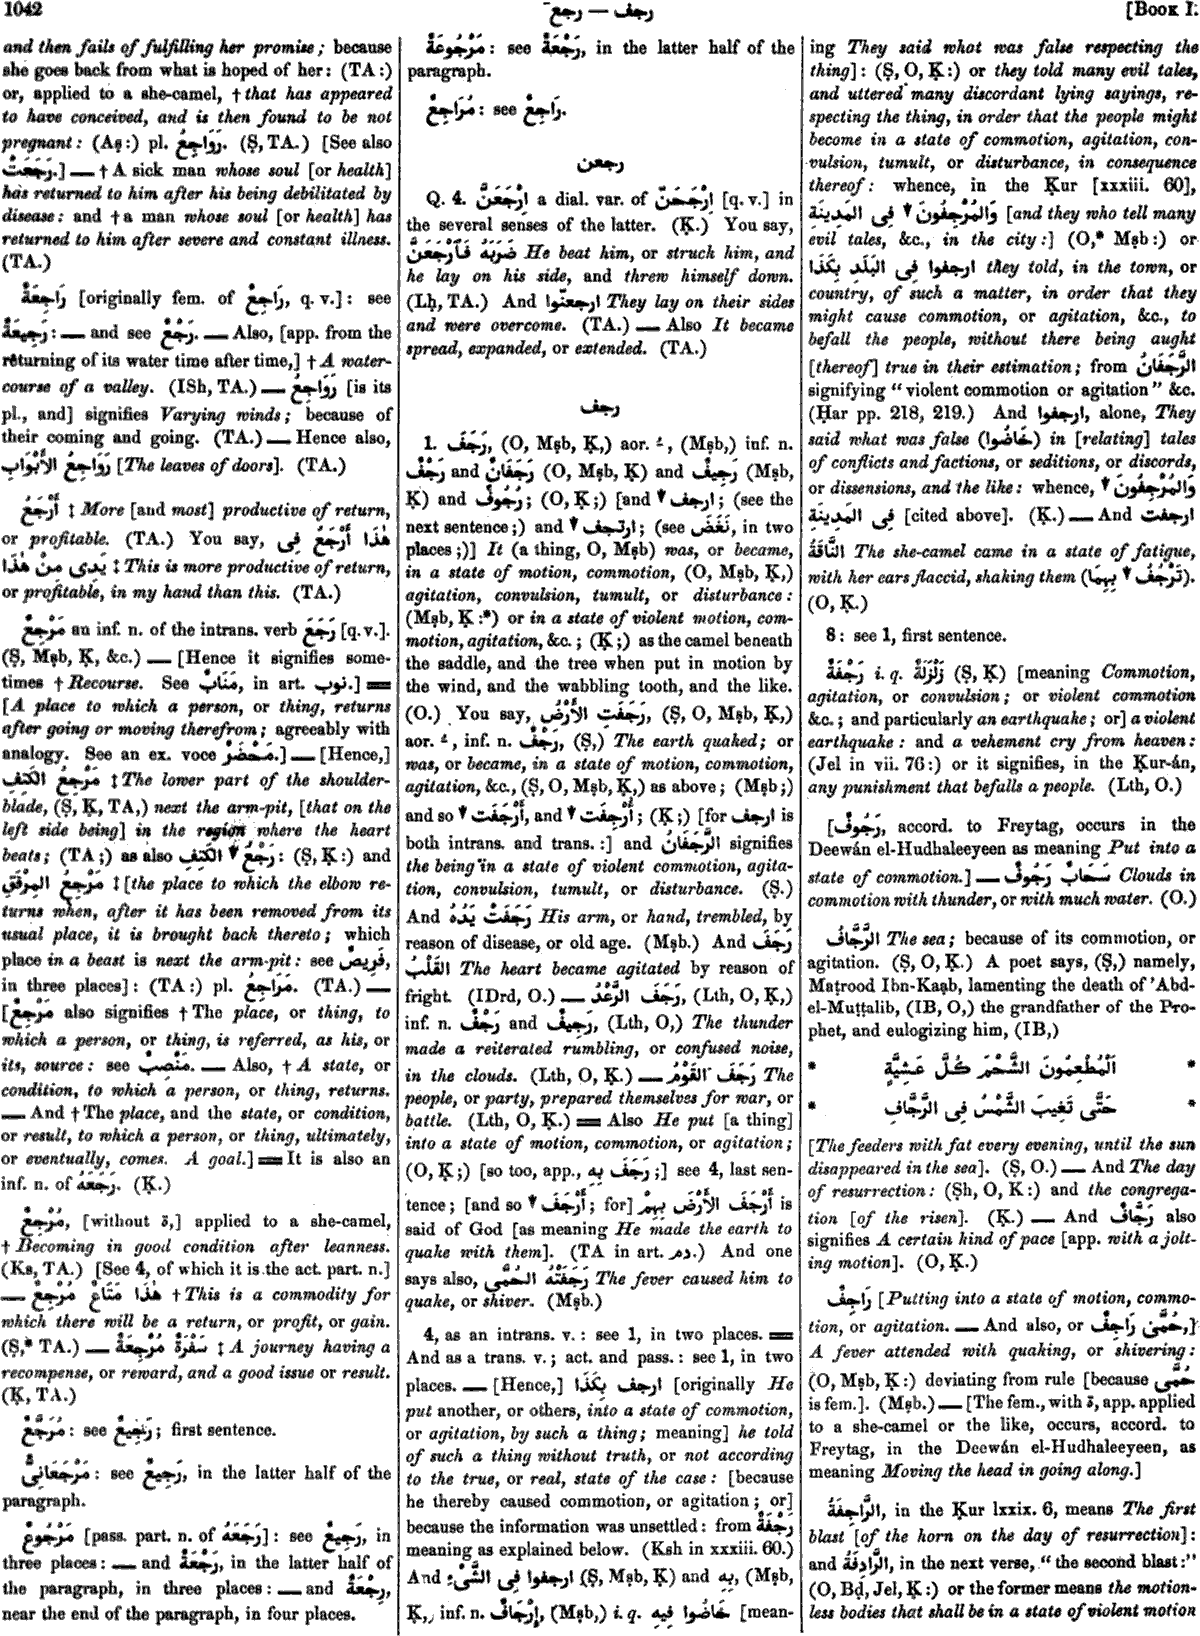 1042
رجف — رجع
[Book I.
and then fails of fulfilling her promise; because
she goes back from what is hoped of her: (TA:)
or, applied to a she-camel, † that has appeared
to have conceived, and is then found to be not
pregnant: (Aṣ:) pl. رَوَاجِعُ. (Ṣ, TA.) [See also
رَجَعَتْ.] — † A sick man whose soul [or health]
has returned to him after his being debilitated by
disease: and † a man whose soul [or health] has
returned to him after severe and constant illness.
(TA.)
رَاجِعَةٌ [originally fem. of رَاجِعٌ, q. v.]: see
رَجِيعَةٌ: — and see رَجْعٌ. — Also, [app. from the
returning of its water time after time,] † A water-
course of a valley. (ISh, TA.) — رَوَاجِعُ [is its
pl., and] signifies Varying winds; because of
their coming and going. (TA.) — Hence also,
رَوَاجِعُ الأَبْوَابِ [The leaves of doors]. (TA.)
أَرْجَعُ ‡ More [and most] productive of return,
or profitable. (TA.) You say, هٰذَا أَرْجَعُ فِى
يَدِى مِنْ هٰذَا ‡ This is more productive of return,
or profitable, in my hand than this. (TA.)
مَرْجِعٌ an inf. n. of the intrans. verb رَجَعَ [q. v.].
(Ṣ, Mṣb, Ḳ, &c.) — [Hence it signifies some-
times † Recourse. See مَنَابٌ, in art. نوب.] ==
[A place to which a person, or thing, returns
after going or moving therefrom; agreeably with
analogy. See an ex. voce مَحْضَرٌ.] — [Hence,]
مَرْجِعُ الكَتِفِ ‡ The lower part of the shoulder-
blade, (Ṣ, Ḳ, TA,) next the arm-pit, [that on the
left side being] in the region where the heart
beats; (TA;) as also رَجْعُ ▼ الكَتِفِ: (Ṣ, Ḳ:) and
مَرْجِعُ المِرْفَقِ ‡ [the place to which the elbow re-
turns when, after it has been removed from its
usual place, it is brought back thereto; which
place in a beast is next the arm-pit: see فَرِيصٌ,
in three places]: (TA:) pl. مَرَاجِعُ. (TA.) —
[مَرْجِعٌ also signifies † The place, or thing, to
which a person, or thing, is referred, as his, or
its, source: see مَنْصِبٌ. — Also, † A state, or
condition, to which a person, or thing, returns.
— And † The place, and the state, or condition,
or result, to which a person, or thing, ultimately,
or eventually, comes. A goal.] == It is also an
inf. n. of رَجَعَهُ. (Ḳ.)
مُرْجِعٌ, [without ة,] applied to a she-camel,
† Becoming in good condition after leanness.
(Ks, TA.) [See 4, of which it is the act. part. n.]
— هٰذَا مَتَاعٌ مُرْجِعٌ † This is a commodity for
which there will be a return, or profit, or gain.
(Ṣ,* TA.) — سَفْرَةٌ مُرْجِعَةٌ ‡ A journey having a
recompense, or reward, and a good issue or result.
(Ḳ, TA.)
مُرَجَّعٌ: see رَجِيعٌ; first sentence.
مَرْجَعَانِىٌّ: see رَجِيعٌ, in the latter half of the
paragraph.
مَرْجُوعٌ [pass. part. n. of رَجَعَهُ]: see رَجِيعٌ, in
three places: — and رَجْعَةٌ, in the latter half of
the paragraph, in three places: — and رِجْعَةٌ,
near the end of the paragraph, in four places.
مَرْجُوعَةٌ: see رَجْعَةٌ, in the latter half of the
paragraph.
مُرَاجِعٌ: see رَاجِعٌ.
رجعن
Q. 4. اِرْجَعَنَّ a dial. var. of اِرْجَحَنَّ [q. v.] in
the several senses of the latter. (Ḳ.) You say,
ضَرَبَهُ فَٱرْجَعَنَّ He beat him, or struck him, and
he lay on his side, and threw himself down.
(Lḥ, TA.) And ارجعنّوا They lay on their sides
and were overcome. (TA.) — Also It became
spread, expanded, or extended. (TA.)
رجف
1. رَجَفَ, (O, Mṣb, Ḳ,) aor. ـُ, (Mṣb,) inf. n.
رَجْفٌ and رَجَفَانٌ (O, Mṣb, Ḳ) and رَجِيفٌ (Mṣb,
Ḳ) and رُجُوفٌ; (O, Ḳ;) [and ▼ ارجف; (see the
next sentence;) and ▼ ارتجف; (see نَغَضَ, in two
places;)] It (a thing, O, Mṣb) was, or became,
in a state of motion, commotion, (O, Mṣb, Ḳ,)
agitation, convulsion, tumult, or disturbance:
(Mṣb, Ḳ:*) or in a state of violent motion, com-
motion, agitation, &c.; (Ḳ;) as the camel beneath
the saddle, and the tree when put in motion by
the wind, and the wabbling tooth, and the like.
(O.) You say, رَجَفَتِ الأَرْضُ, (Ṣ, O, Mṣb, Ḳ,)
aor. ـُ, inf. n. رَجْفٌ, (Ṣ,) The earth quaked; or
was, or became, in a state of motion, commotion,
agitation, &c., (Ṣ, O, Mṣb, Ḳ,) as above; (Mṣb;)
and so ▼ أَرْجَفَت, and ▼ أُرْجِفَت; (Ḳ;) [for ارجف is
both intrans. and trans.:] and الرَّجَفَانُ signifies
the being in a state of violent commotion, agita-
tion, convulsion, tumult, or disturbance. (Ṣ.)
And رَجَفَتْ يَدُهُ His arm, or hand, trembled, by
reason of disease, or old age. (Mṣb.) And رَجَفَ
القَلْبُ The heart became agitated by reason of
fright. (IDrd, O.) — رَجَفَ الرَّعْدُ, (Lth, O, Ḳ,)
inf. n. رَجْفٌ and رَجِيفٌ, (Lth, O,) The thunder
made a reiterated rumbling, or confused noise,
in the clouds. (Lth, O, Ḳ.) — رَجَفَ القَوْمُ The
people, or party, prepared themselves for war, or
battle. (Lth, O, Ḳ.) == Also He put [a thing]
into a state of motion, commotion, or agitation;
(O, Ḳ;) [so too, app., رَجَفَ بِهِ;] see 4, last sen-
tence; [and so ▼ أَرْجَفَ; for] أَرْجَفَ الأَرْضَ بِهِمْ is
said of God [as meaning He made the earth to
quake with them]. (TA in art. دم.) And one
says also, رَجَفَتْهُ الحُمَّى The fever caused him to
quake, or shiver. (Mṣb.)
4, as an intrans. v.: see 1, in two places. ==
And as a trans. v.; act. and pass.: see 1, in two
places. — [Hence,] ارجف بِكَذَا [originally He
put another, or others, into a state of commotion,
or agitation, by such a thing; meaning] he told
of such a thing without truth, or not according
to the true, or real, state of the case: [because
he thereby caused commotion, or agitation; or]
because the information was unsettled: from رَجْفَةٌ
meaning as explained below. (Ksh in xxxiii. 60.)
And ارجفوا فِى الشَّىْءِ (Ṣ, Mṣb, Ḳ) and بِهِ, (Mṣb,
Ḳ,) inf. n. إِرْجَافٌ, (Mṣb,) i. q. خَاضُوا فِيهِ [mean-
ing They said what was false respecting the
thing]: (Ṣ, O, Ḳ:) or they told many evil tales,
and uttered many discordant lying sayings, re-
specting the thing, in order that the people might
become in a state of commotion, agitation, con-
vulsion, tumult, or disturbance, in consequence
thereof: whence, in the Ḳur [xxxiii. 60],
وَالمُرْجِفُونَ ▼ فِى المَدِينَةِ [and they who tell many
evil tales, &c., in the city:] (O,* Mṣb:) or
ارجفوا فِى البَلَدِ بِكَذَا they told, in the town, or
country, of such a matter, in order that they
might cause commotion, or agitation, &c., to
befall the people, without there being aught
[thereof] true in their estimation; from الرَّجَفَانُ
signifying "violent commotion or agitation" &c.
(Ḥar pp. 218, 219.) And ارجفوا, alone, They
said what was false (خَاضُوا) in [relating] tales
of conflicts and factions, or seditions, or discords,
or dissensions, and the like: whence, ▼ وَالمُرْجِفُونَ
فِى المَدِينَةِ [cited above]. (Ḳ.) — And ارجفت
النَّاقَةُ The she-camel came in a state of fatigue,
with her ears flaccid, shaking them (تَرْجُفُ ▼ بِهِمَا).
(O, Ḳ.)
8: see 1, first sentence.
رَجْفَةٌ i. q. زَلْزَلَةٌ (Ṣ, Ḳ) [meaning Commotion,
agitation, or convulsion; or violent commotion
&c.; and particularly an earthquake; or] a violent
earthquake: and a vehement cry from heaven:
(Jel in vii. 76:) or it signifies, in the Ḳur-án,
any punishment that befalls a people. (Lth, O.)
[رَجُوفٌ, accord. to Freytag, occurs in the
Deewán el-Hudhaleeyeen as meaning Put into a
state of commotion.] — سَحَابٌ رَجُوفٌ Clouds in
commotion with thunder, or with much water. (O.)
الرَّجَّافُ The sea; because of its commotion, or
agitation. (Ṣ, O, Ḳ.) A poet says, (Ṣ,) namely,
Maṭrood Ibn-Kaạb, lamenting the death of 'Abd-
el-Muṭṭalib, (IB, O,) the grandfather of the Pro-
phet, and eulogizing him, (IB,)
* اَلْمُطْعِمُونَ الشَّحْمَ كُلَّ عَشِيَّةٍ *
* حَتَّى تَغِيبَ الشَّمْسُ فِى الرَّجَّافِ *
[The feeders with fat every evening, until the sun
disappeared in the sea]. (Ṣ, O.) — And The day
of resurrection: (Sh, O, Ḳ:) and the congrega-
tion [of the risen]. (Ḳ.) — And رَجَّافٌ also
signifies A certain kind of pace [app. with a jolt-
ing motion]. (O, Ḳ.)
رَاجِفٌ [Putting into a state of motion, commo-
tion, or agitation. — And also, or حُمَّى رَاجِفٌ,]
A fever attended with quaking, or shivering:
(O, Mṣb, Ḳ:) deviating from rule [because حُمَّى
is fem.]. (Mṣb.) — [The fem., with ة, app. applied
to a she-camel or the like, occurs, accord. to
Freytag, in the Deewán el-Hudhaleeyeen, as
meaning Moving the head in going along.]
الرَّاجِفَةُ, in the Ḳur lxxix. 6, means The first
blast [of the horn on the day of resurrection]:
and الرَّادِفَةُ, in the next verse, "the second blast:"
(O, Bḍ, Jel, Ḳ:) or the former means the motion-
less bodies that shall be in a state of violent motion